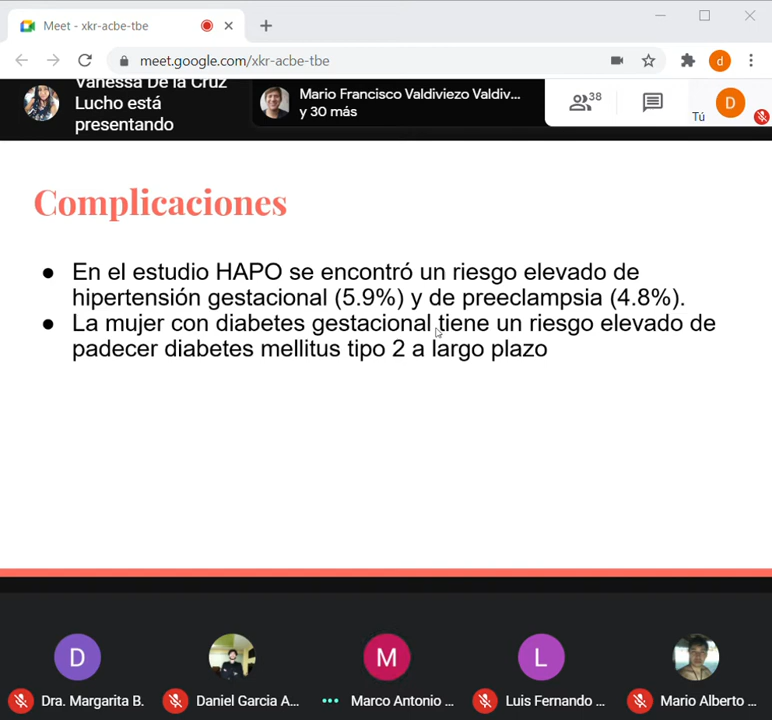 Meet - xkr-acbe-tbe
meet.google.com/xkr-acbe-tbe
d
Vanessa De la Cruz
Lucho está
presentando
Mario Francisco Valdiviezo Valdiv...
y 30 más
38
Tú
D
Complicaciones
● En el estudio HAPO se encontró un riesgo elevado de
hipertensión gestacional (5.9%) y de preeclampsia (4.8%).
● La mujer con diabetes gestacional tiene un riesgo elevado de
padecer diabetes mellitus tipo 2 a largo plazo
D
M
L
Dra. Margarita B.
Daniel Garcia A...
Marco Antonio ...
Luis Fernando ...
Mario Alberto ...